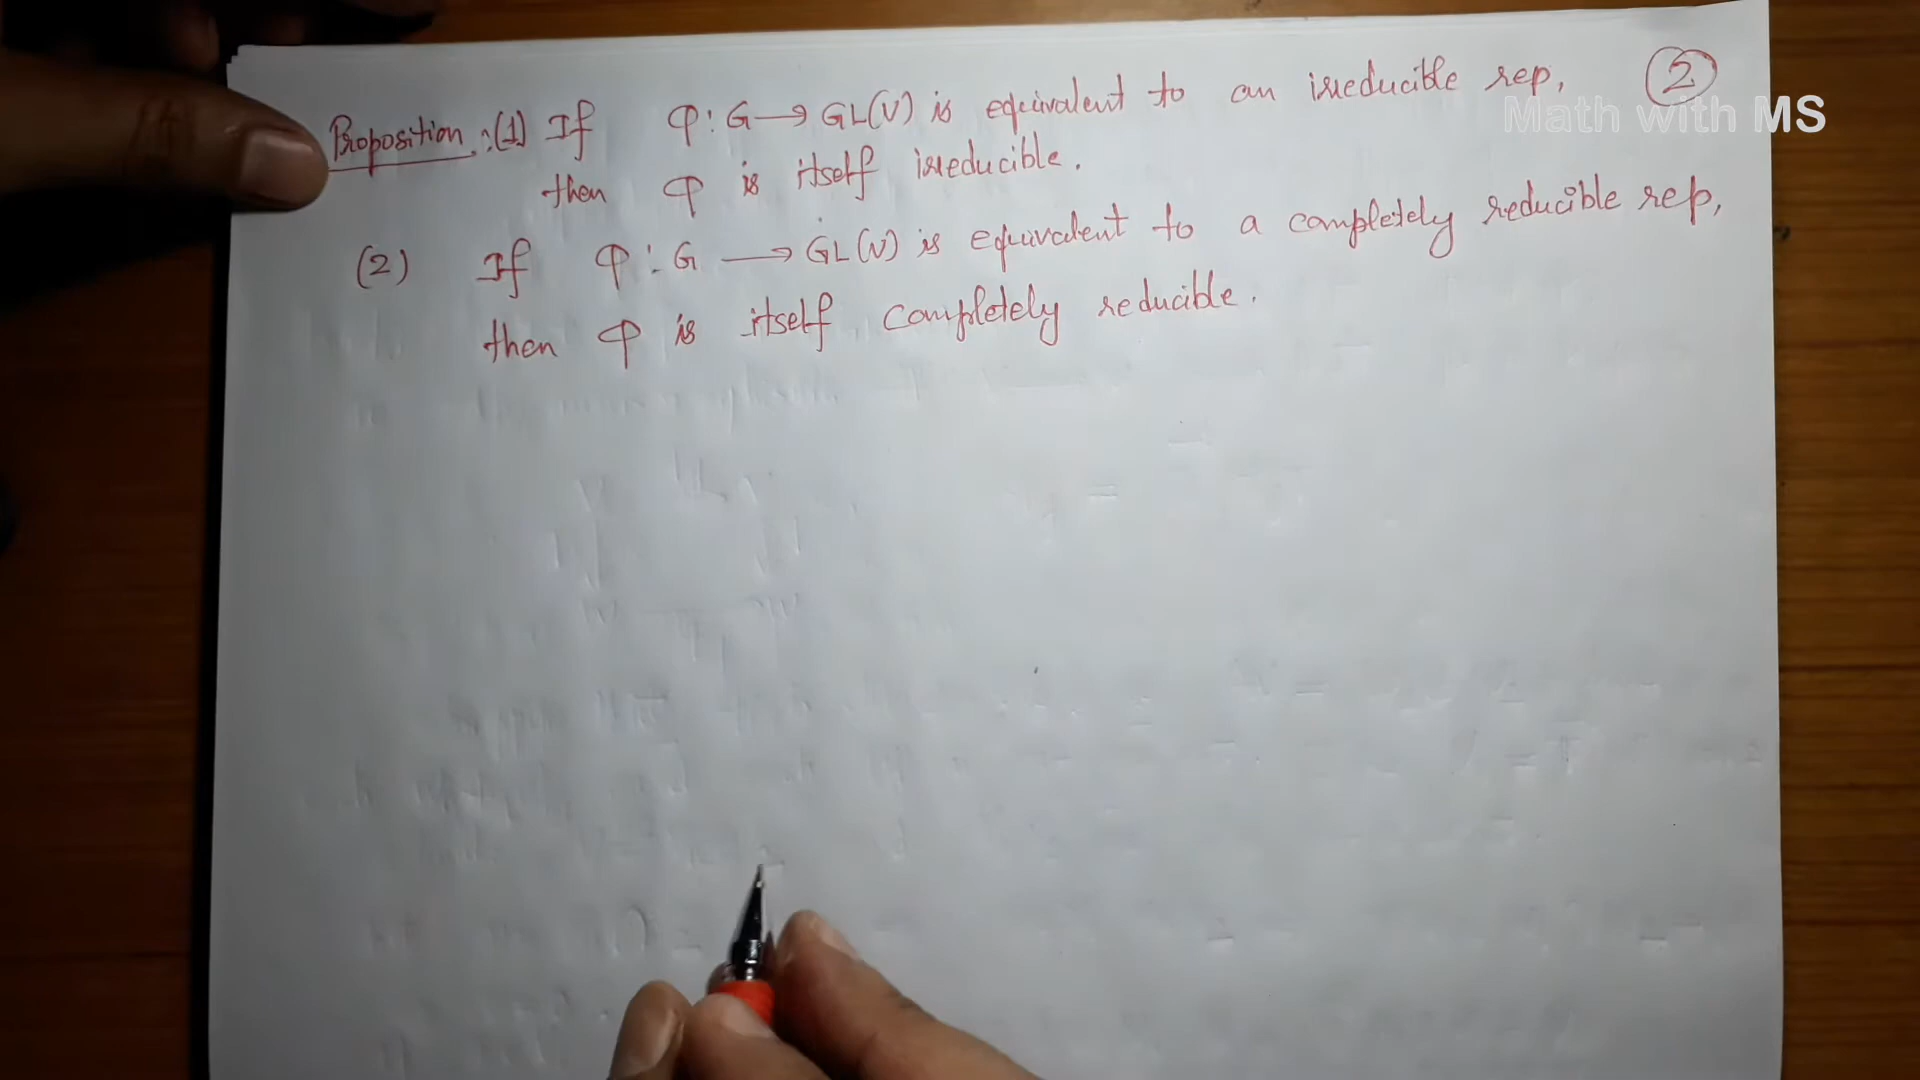 Proposition :(1) If φ: G → GL(V) is equivalent to an irreducible rep, ②
Math with MS
then φ is itself irreducible.
(2) If φ: G → GL(V) is equivalent to a completely reducible rep,
then φ is itself completely reducible.